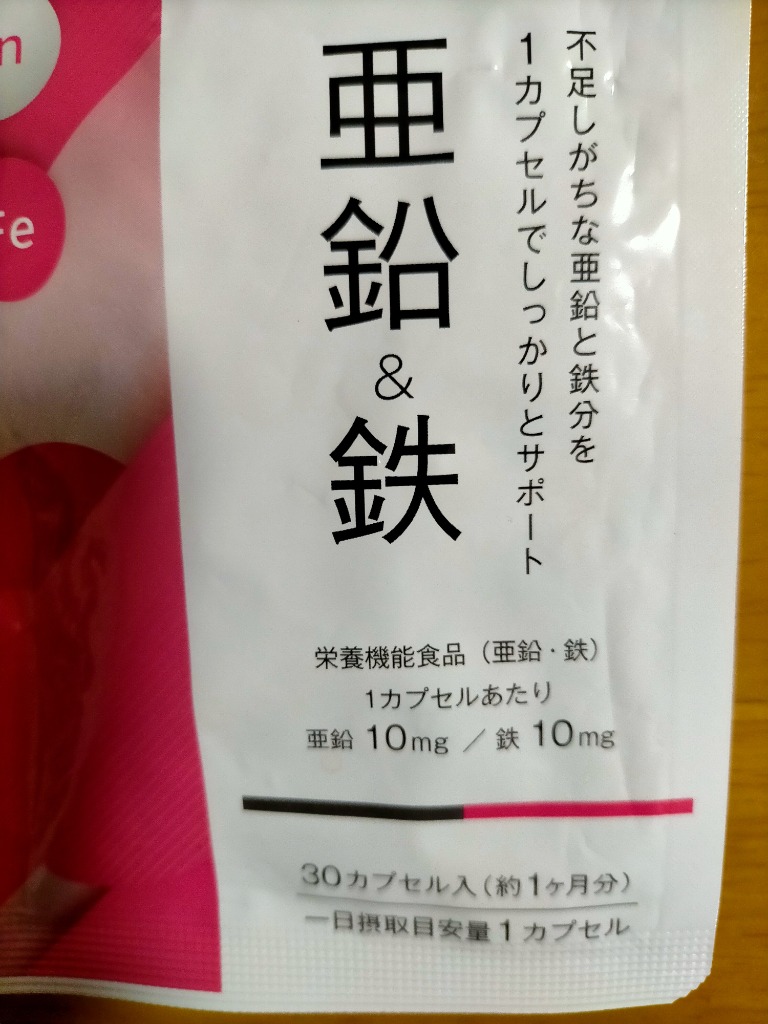 不足しがちな亜鉛と鉄分を
1カプセルでしっかりとサポート
亜鉛&鉄
n
Fe
栄養機能食品（亜鉛・鉄）
1カプセルあたり
亜鉛 10mg ／ 鉄 10mg
30カプセル入（約1ヶ月分）
一日摂取目安量1カプセル